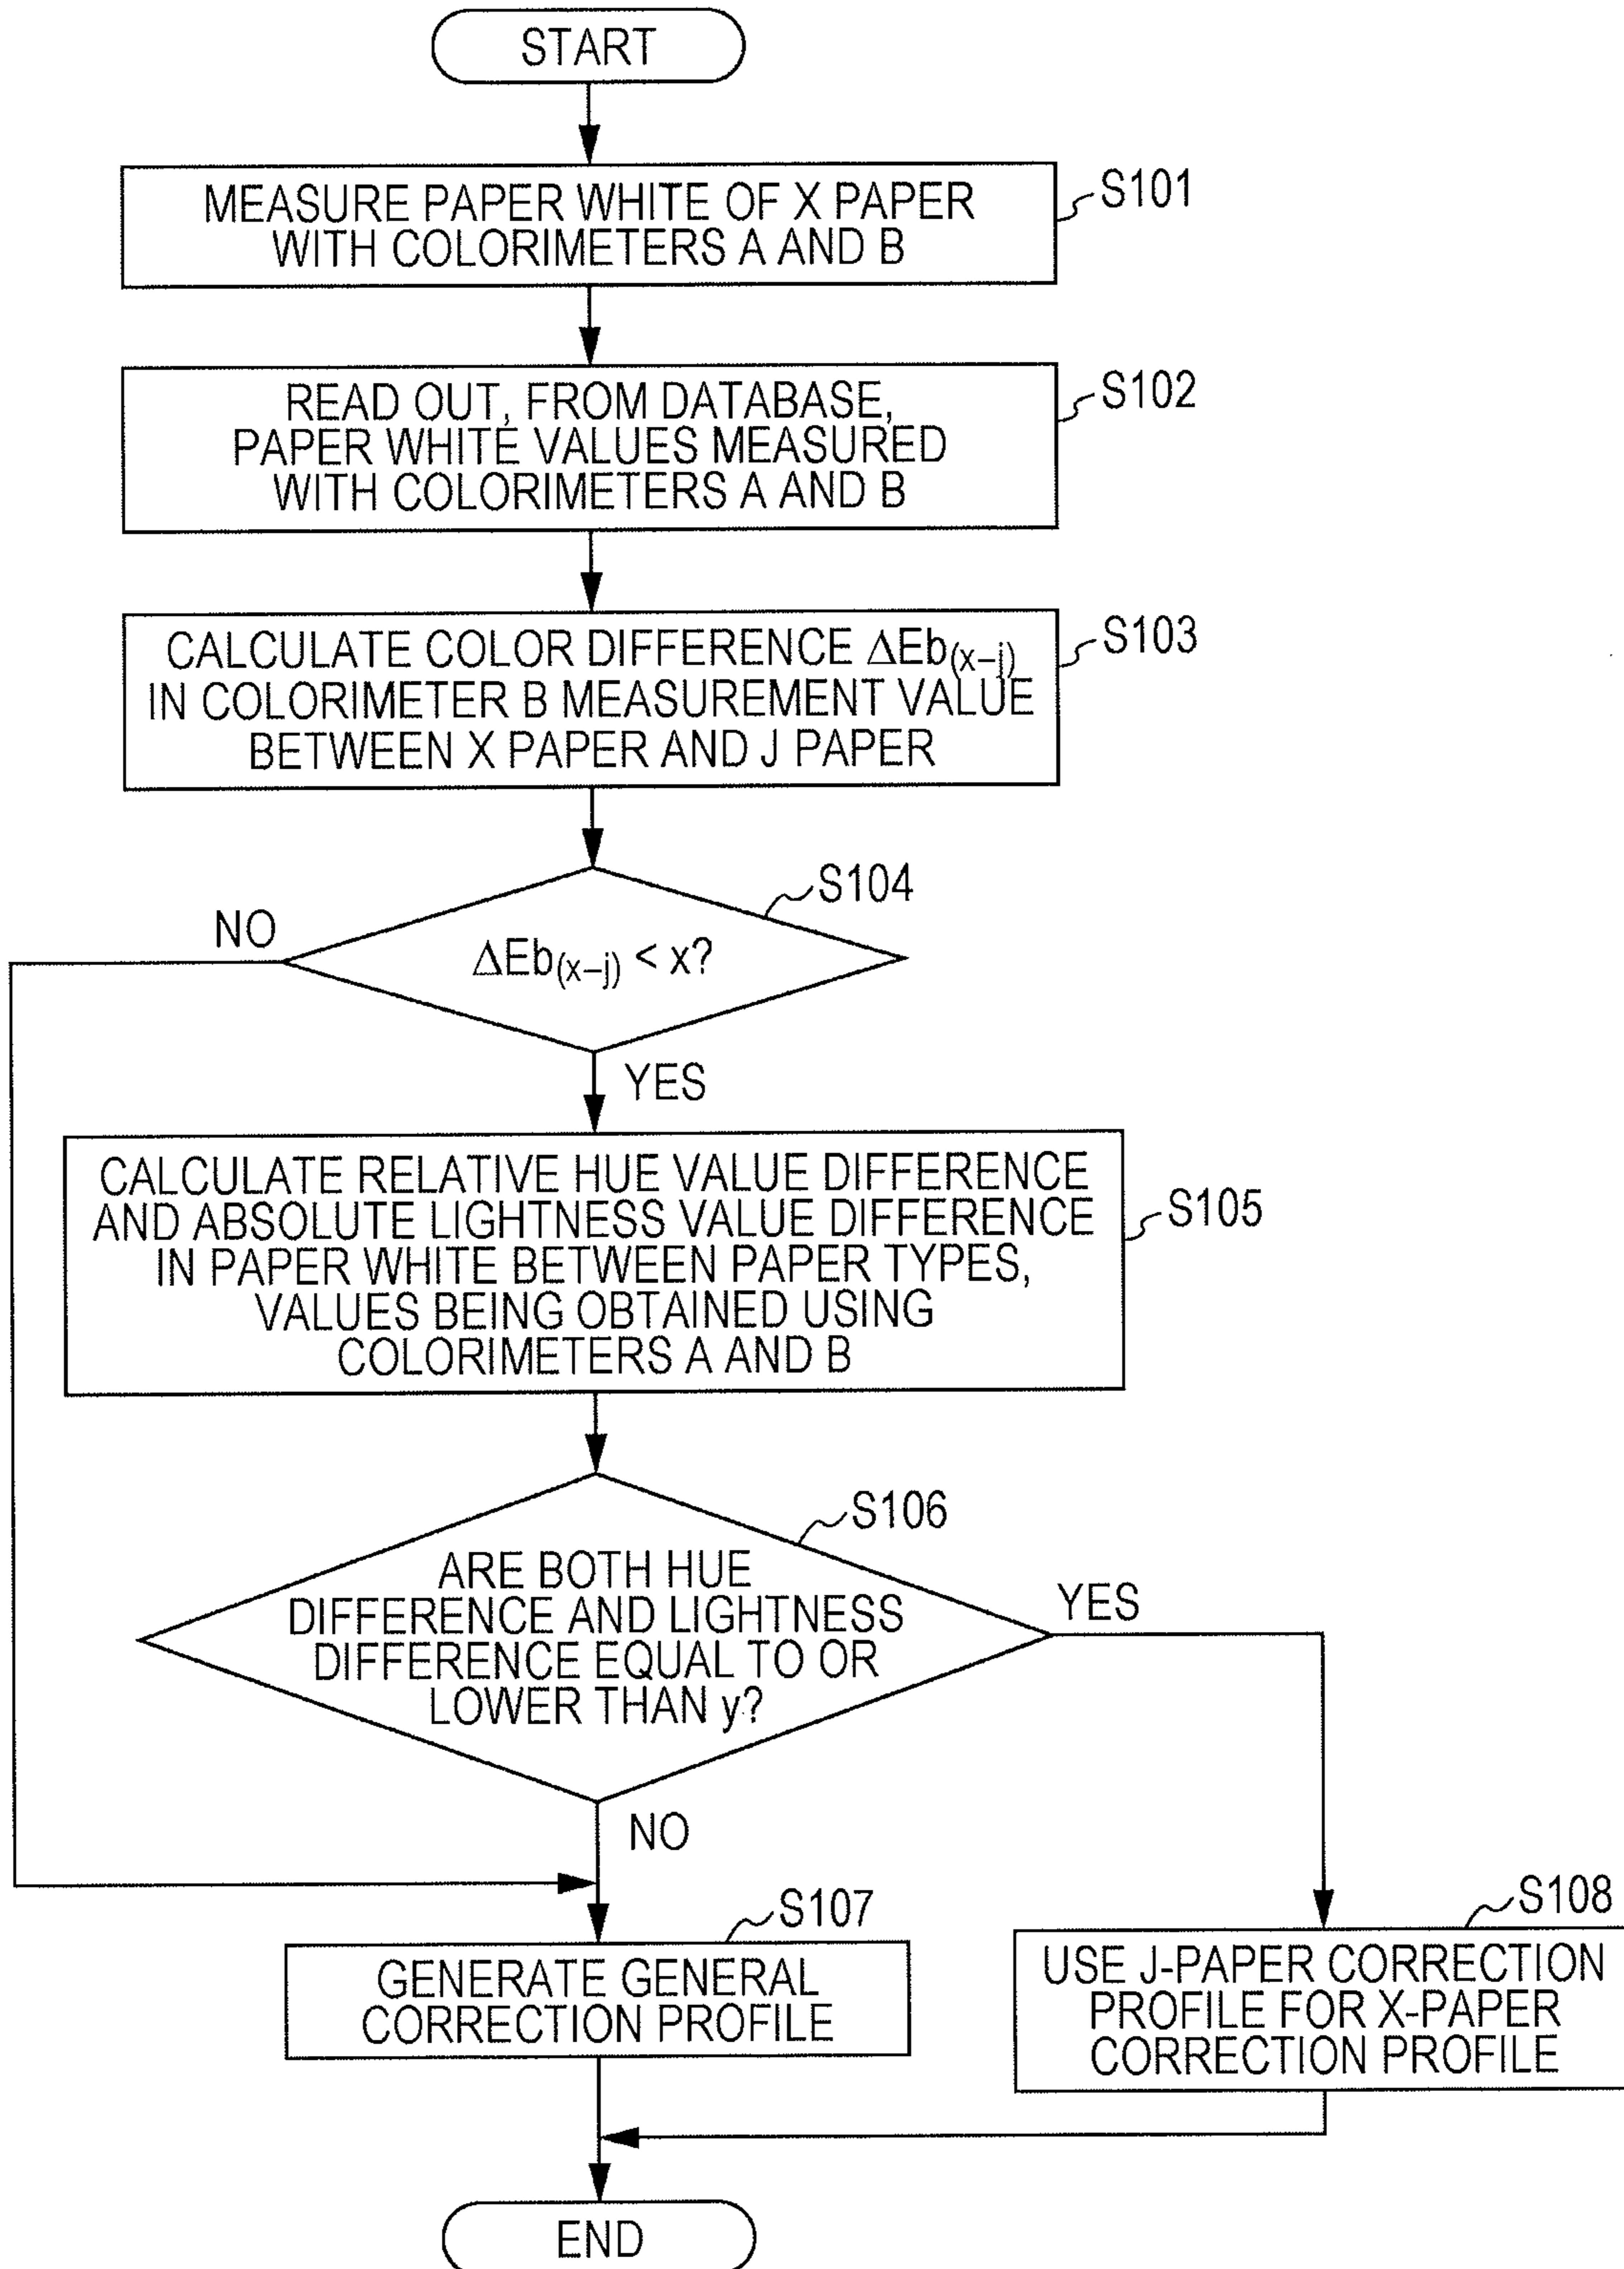 START
MEASURE PAPER WHITE OF X PAPER
WITH COLORIMETERS A AND B
S101
READ OUT, FROM DATABASE,
PAPER WHITE VALUES MEASURED
WITH COLORIMETERS A AND B
S102
CALCULATE COLOR DIFFERENCE ΔEb(x–j)
IN COLORIMETER B MEASUREMENT VALUE
BETWEEN X PAPER AND J PAPER
S103
S104
NO
ΔEb(x–j) < x?
YES
CALCULATE RELATIVE HUE VALUE DIFFERENCE
AND ABSOLUTE LIGHTNESS VALUE DIFFERENCE
IN PAPER WHITE BETWEEN PAPER TYPES,
VALUES BEING OBTAINED USING
COLORIMETERS A AND B
S105
S106
ARE BOTH HUE
DIFFERENCE AND LIGHTNESS
DIFFERENCE EQUAL TO OR
LOWER THAN y?
YES
NO
S107
GENERATE GENERAL
CORRECTION PROFILE
S108
USE J-PAPER CORRECTION
PROFILE FOR X-PAPER
CORRECTION PROFILE
END